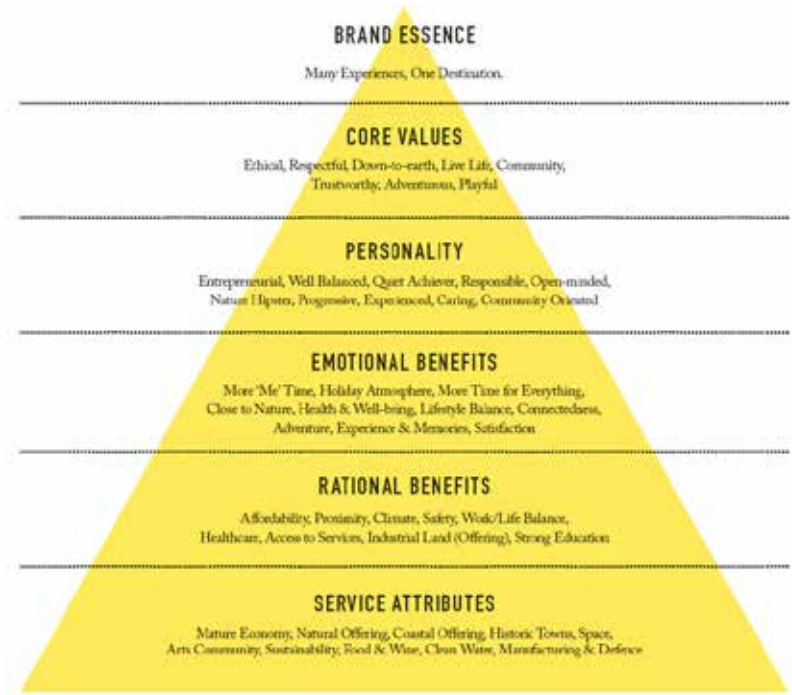 BRAND ESSENCE
Many Experiences, One Destination.
CORE VALUES
Ethical, Respectful, Down-to-earth, Live Life, Community,
Trustworthy, Adventurous, Playful
PERSONALITY
Entrepreneurial, Well Balanced, Quiet Achiever, Responsible, Open-minded,
Nature Hipster, Progressive, Experienced, Caring, Community Oriented
EMOTIONAL BENEFITS
More 'Me' Time, Holiday Atmosphere, More Time for Everything,
Close to Nature, Health & Well-being, Lifestyle Balance, Connectedness,
Adventure, Experience & Memories, Satisfaction
RATIONAL BENEFITS
Affordability, Proximity, Climate, Safety, Work/Life Balance,
Healthcare, Access to Services, Industrial Land (Offering), Strong Education
SERVICE ATTRIBUTES
Mature Economy, Natural Offering, Coastal Offering, Historic Towns, Space,
Arts Community, Sustainability, Food & Wine, Clean Water, Manufacturing & Defence